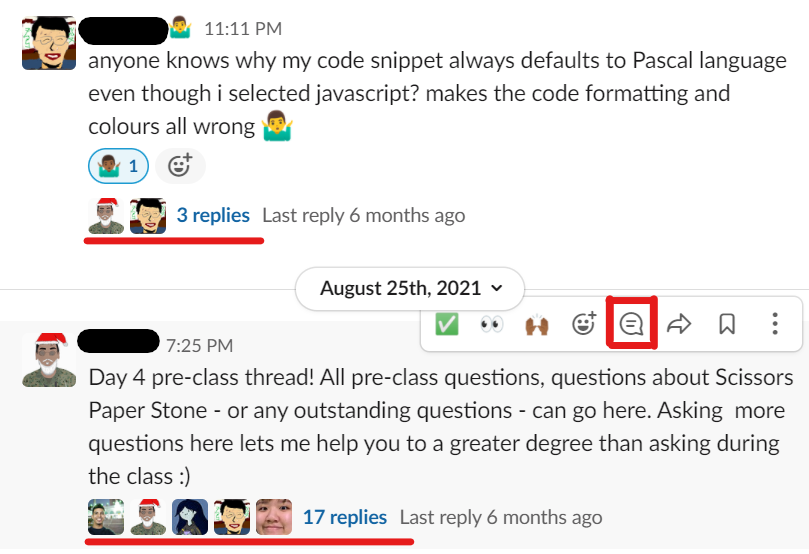 11:11 PM
anyone knows why my code snippet always defaults to Pascal language
even though i selected javascript? makes the code formatting and
colours all wrong
1
3 replies Last reply 6 months ago
August 25th, 2021
7:25 PM
Day 4 pre-class thread! All pre-class questions, questions about Scissors
Paper Stone - or any outstanding questions - can go here. Asking  more
questions here lets me help you to a greater degree than asking during
the class :)
17 replies Last reply 6 months ago